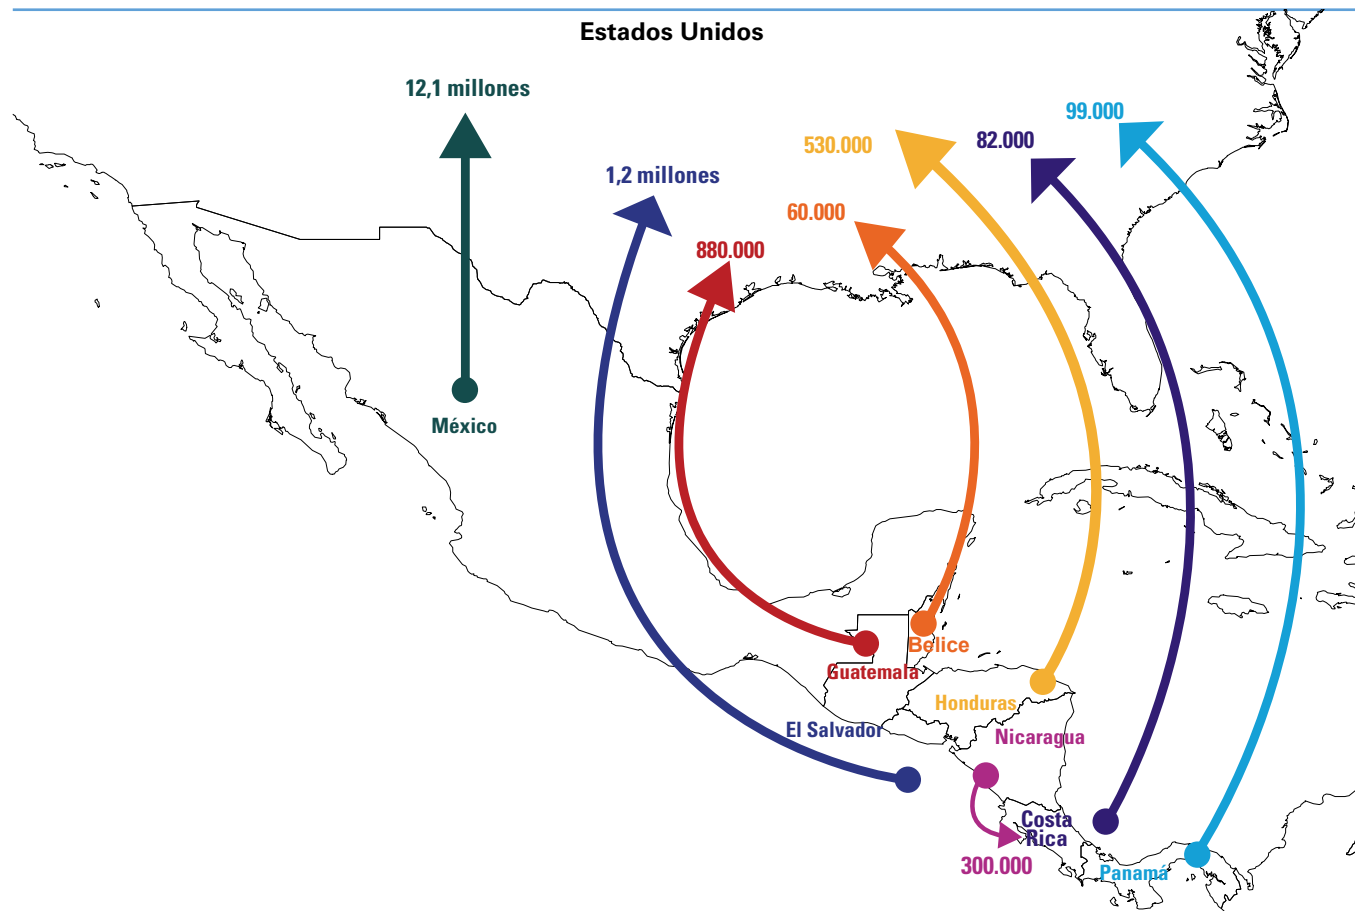 Estados Unidos
12,1 millones
99.000
82.000
530.000
1,2 millones
60.000
880.000
México
Belice
Guatemala
Honduras
El Salvador
Nicaragua
Costa
Rica
300.000
Panamá